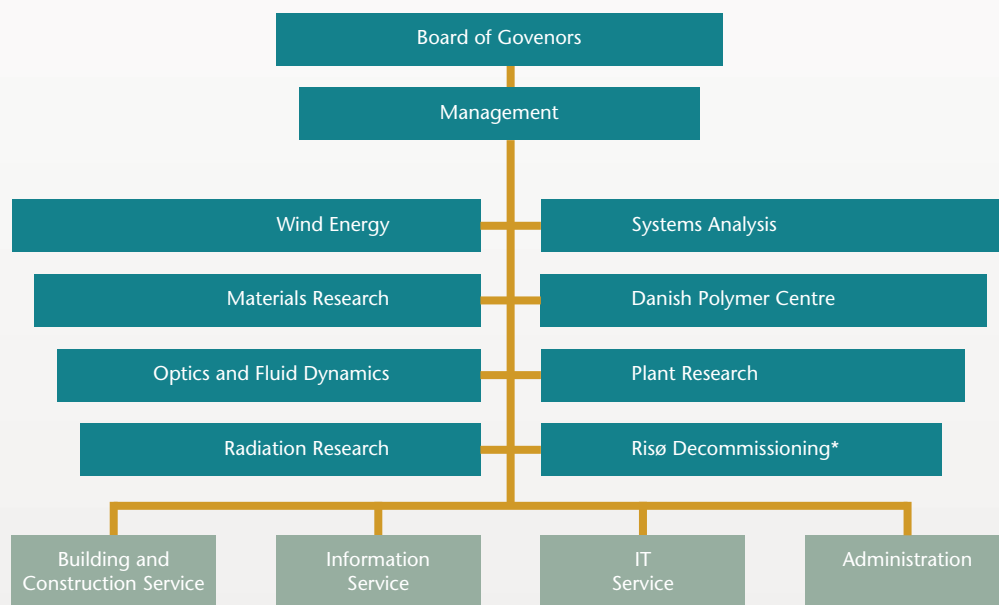 Board of Govenors
Management
Wind Energy
Systems Analysis
Materials Research
Danish Polymer Centre
Optics and Fluid Dynamics
Plant Research
Radiation Research
Risø Decommissioning*
Building and
Construction Service
Information
Service
IT
Service
Administration